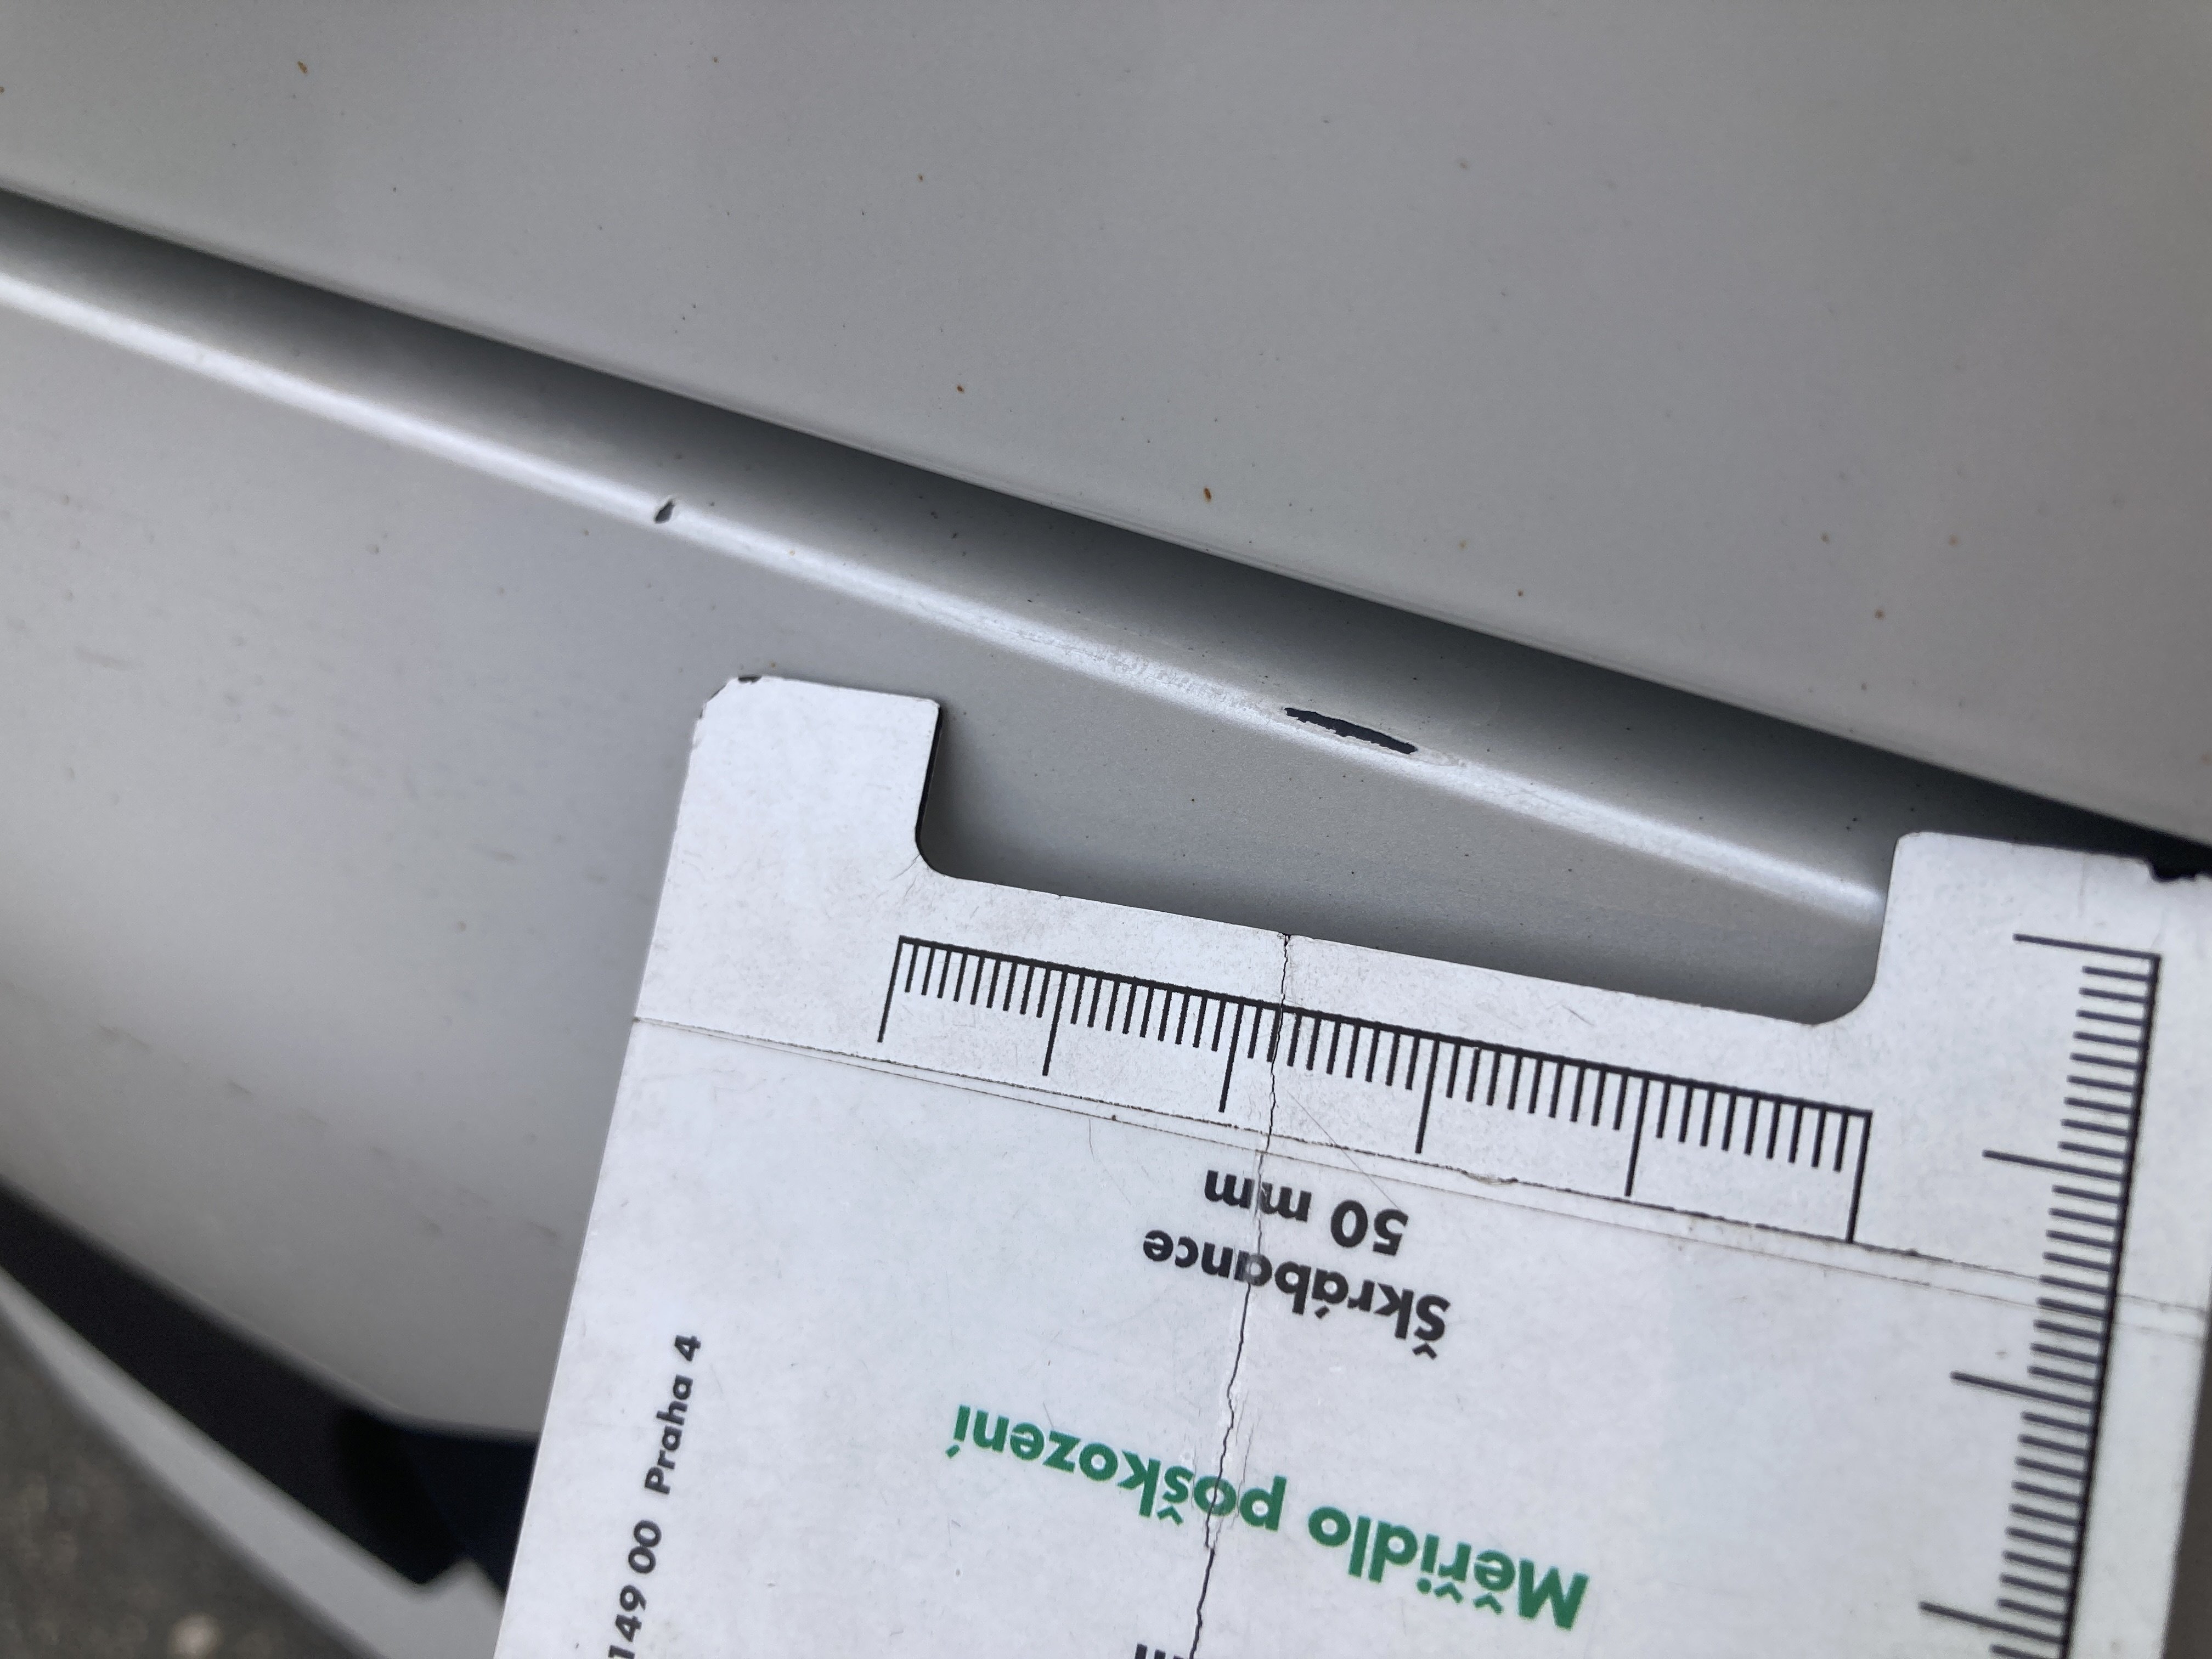 Měřidlo poškození
Škrábance
50 mm
149 00 Praha 4